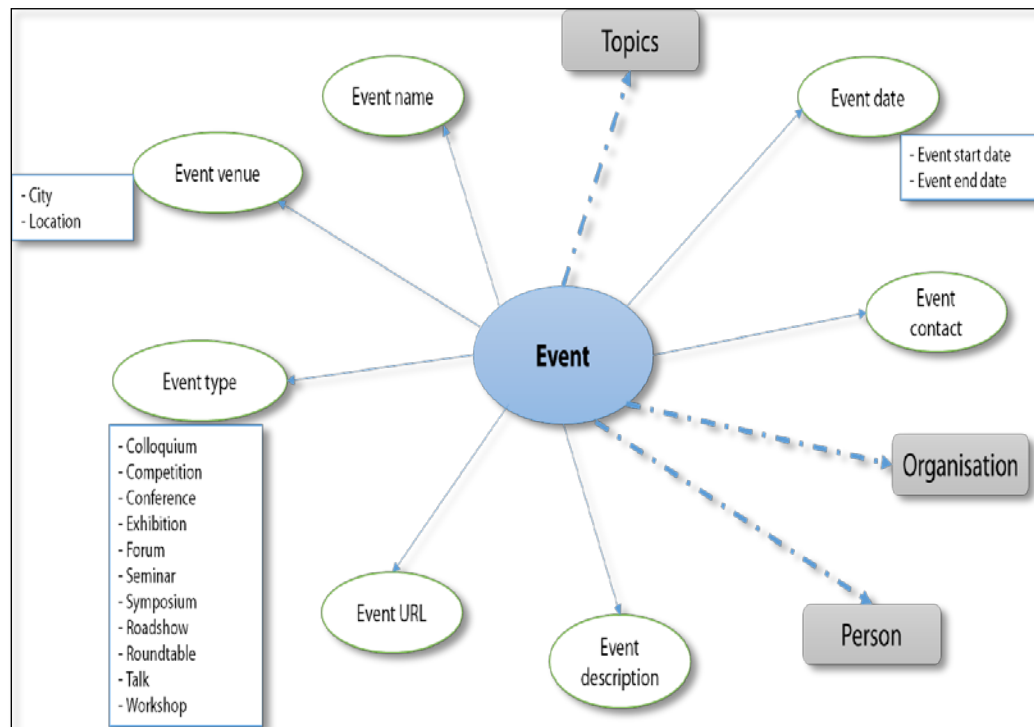 Topics
Event name
Event date
- Event start date
- Event end date
Event venue
- City
- Location
Event
contact
Event
Event type
- Colloquium
- Competition
- Conference
- Exhibition
- Forum
- Seminar
- Symposium
- Roadshow
- Roundtable
- Talk
- Workshop
Organisation
Event URL
Event
description
Person